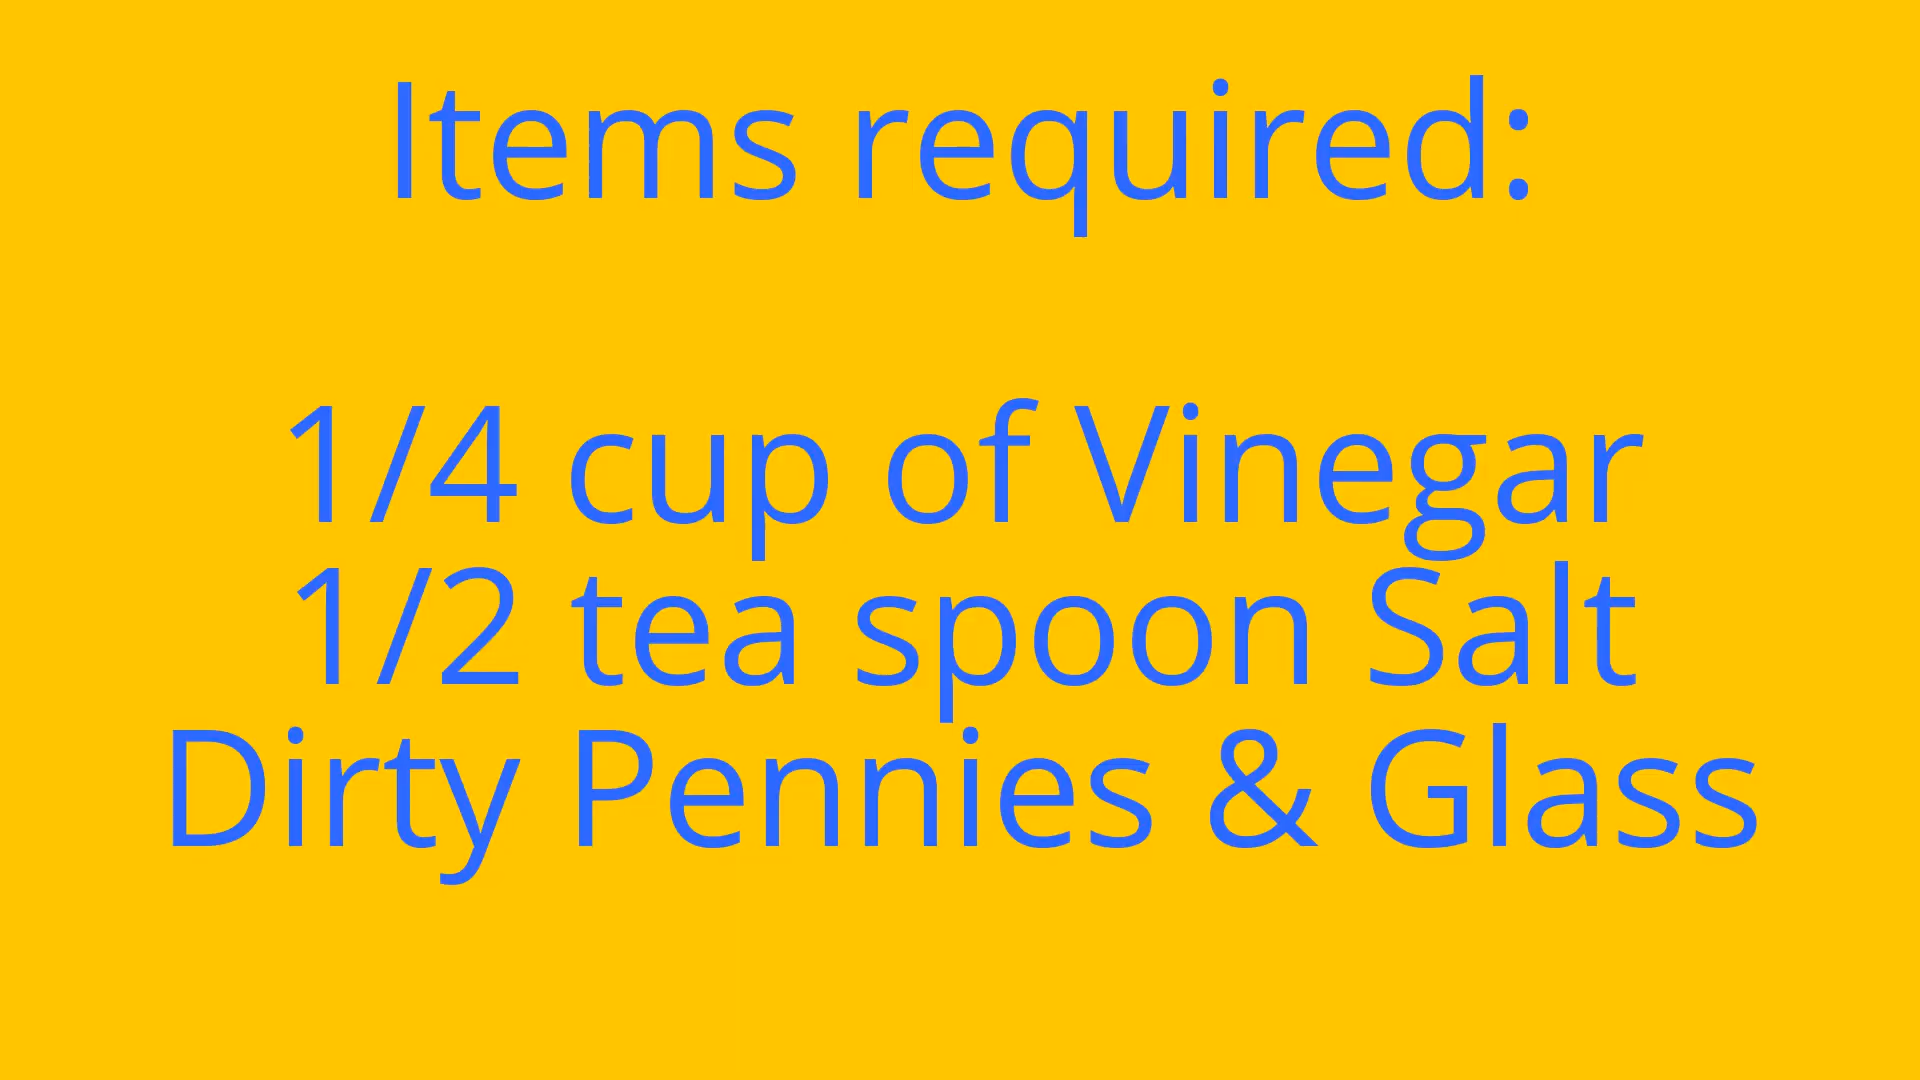 Items required:
1/4 cup of Vinegar
1/2 tea spoon Salt
Dirty Pennies & Glass